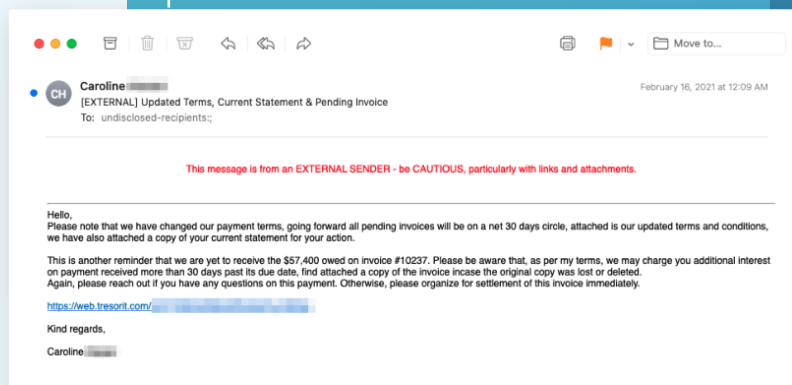 Move to...
CH
Caroline
February 16, 2021 at 12:09 AM
[EXTERNAL] Updated Terms, Current Statement & Pending Invoice
To: undisclosed-recipients:;
This message is from an EXTERNAL SENDER - be CAUTIOUS, particularly with links and attachments.
Hello,
Please note that we have changed our payment terms, going forward all pending invoices will be on a net 30 days circle, attached is our updated terms and conditions,
we have also attached a copy of your current statement for your action.
This is another reminder that we are yet to receive the $57,400 owed on invoice #10237. Please be aware that, as per my terms, we may charge you additional interest
on payment received more than 30 days past its due date, find attached a copy of the invoice incase the original copy was lost or deleted.
Again, please reach out if you have any questions on this payment. Otherwise, please organize for settlement of this invoice immediately.
https://web.tresorit.com/
Kind regards,
Caroline